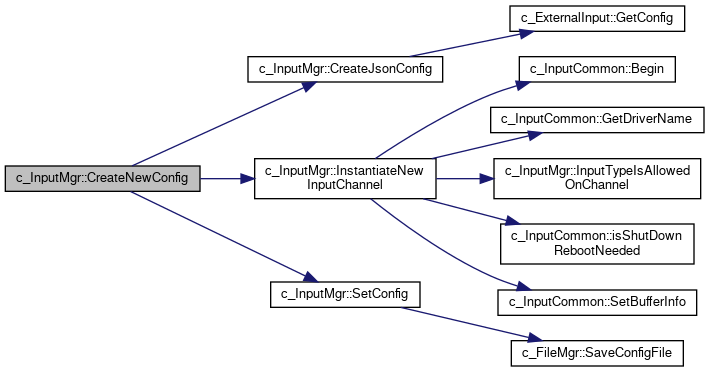 c_ExternalInput::GetConfig
c_InputMgr::CreateJsonConfig
c_InputCommon::Begin
c_InputCommon::GetDriverName
c_InputMgr::CreateNewConfig
c_InputMgr::InstantiateNew
InputChannel
c_InputMgr::InputTypeIsAllowed
OnChannel
c_InputCommon::isShutDown
RebootNeeded
c_InputMgr::SetConfig
c_InputCommon::SetBufferInfo
c_FileMgr::SaveConfigFile